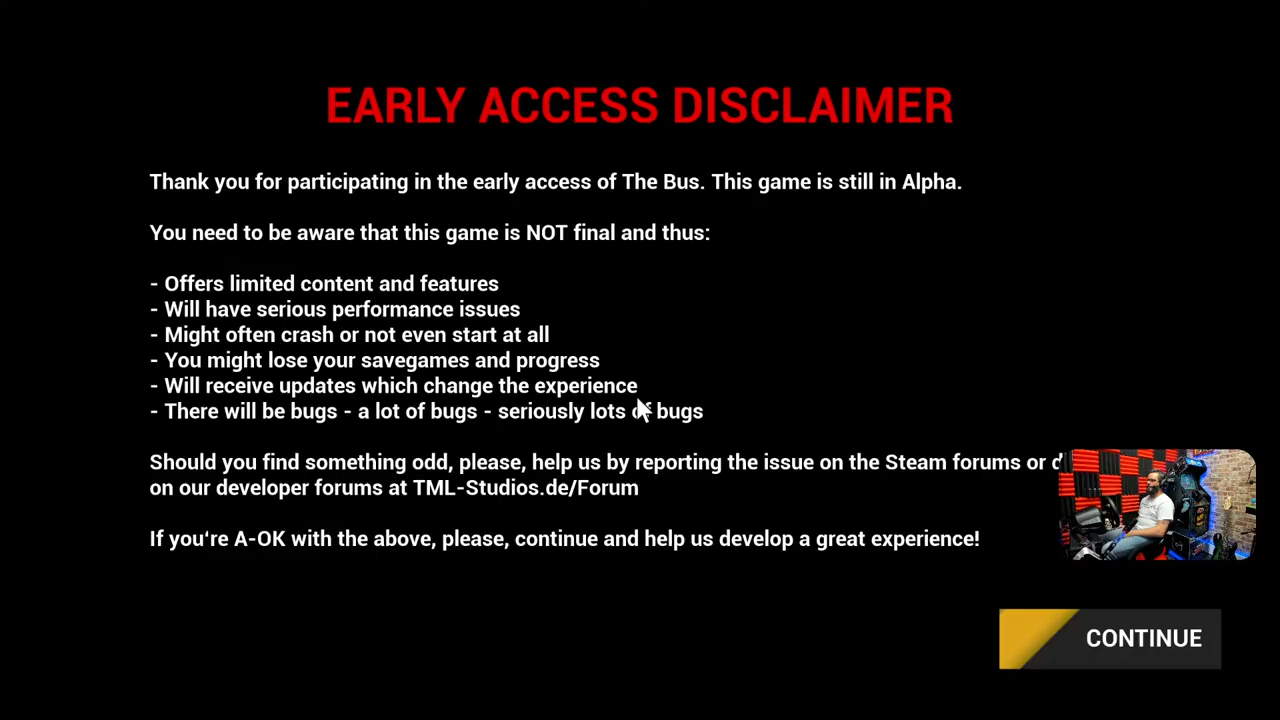 EARLY ACCESS DISCLAIMER
Thank you for participating in the early access of The Bus. This game is still in Alpha.
You need to be aware that this game is NOT final and thus:
- Offers limited content and features
- Will have serious performance issues
- Might often crash or not even start at all
- You might lose your savegames and progress
- Will receive updates which change the experience
- There will be bugs - a lot of bugs - seriously lots of bugs
Should you find something odd, please, help us by reporting the issue on the Steam forums or
on our developer forums at TML-Studios.de/Forum
If you‘re A-OK with the above, please, continue and help us develop a great experience!
CONTINUE